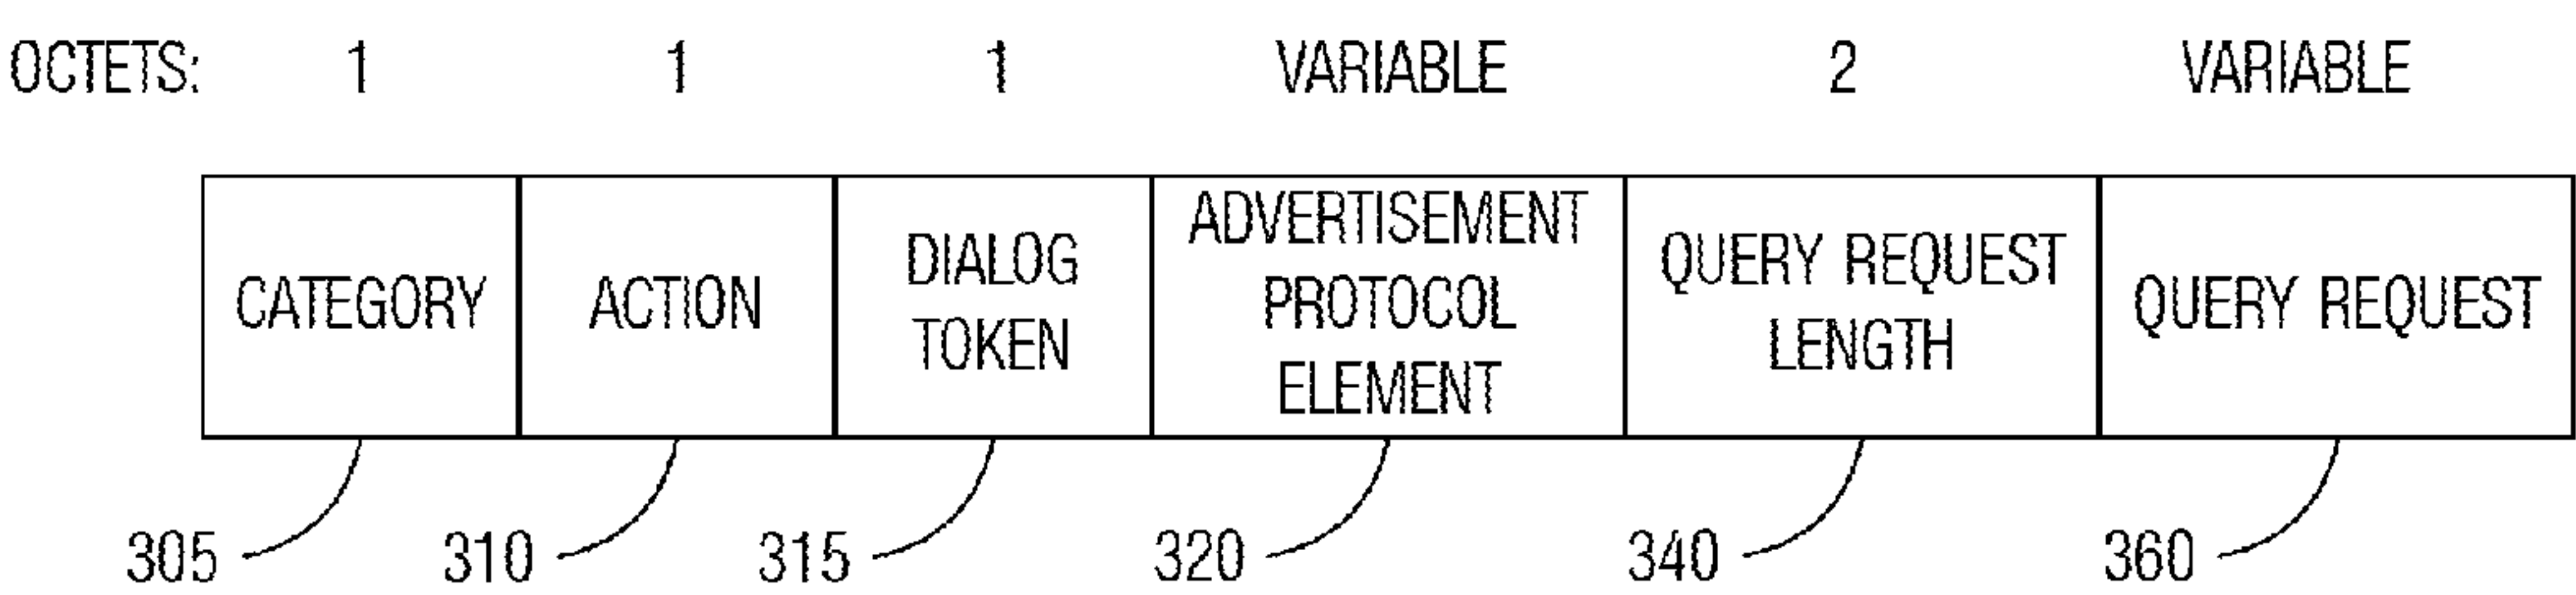 OCTETS: 1 1 1 VARIABLE 2 VARIABLE
CATEGORY
ACTION
DIALOG
TOKEN
ADVERTISEMENT
PROTOCOL
ELEMENT
QUERY REQUEST
LENGTH
QUERY REQUEST
305 310 315 320 340 360